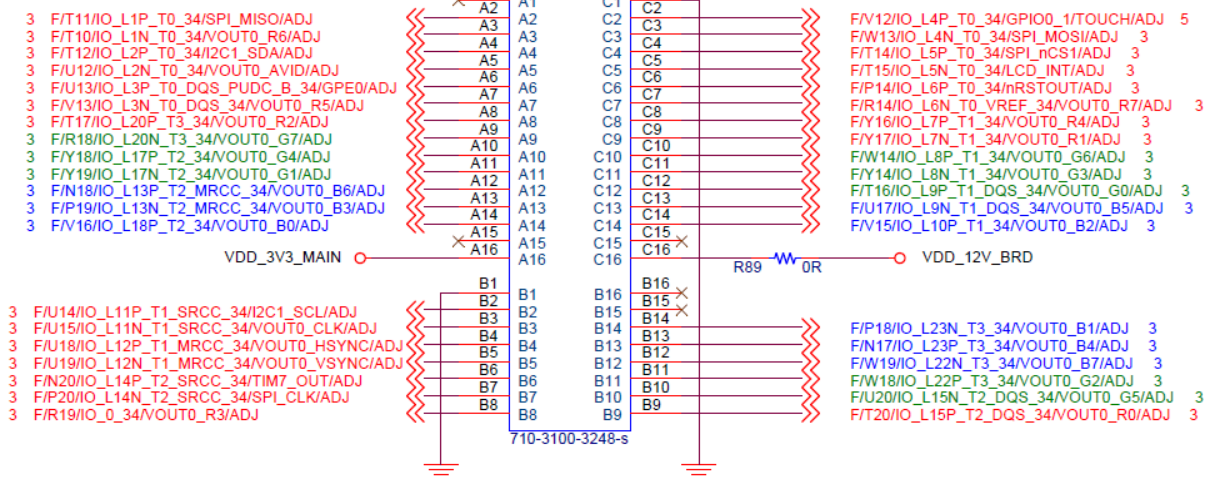 A1 C1
3 F/T11/IO_L1P_T0_34/SPI_MISO/ADJ A2 A2 C2 C2 F/V12/IO_L4P_T0_34/GPIO0_1/TOUCH/ADJ 5
3 F/T10/IO_L1N_T0_34/VOUT0_R6/ADJ A3 A3 C3 C3 F/W13/IO_L4N_T0_34/SPI_MOSI/ADJ 3
3 F/T12/IO_L2P_T0_34/I2C1_SDA/ADJ A4 A4 C4 C4 F/T14/IO_L5P_T0_34/SPI_nCS1/ADJ 3
3 F/U12/IO_L2N_T0_34/VOUT0_AVID/ADJ A5 A5 C5 C5 F/T15/IO_L5N_T0_34/LCD_INT/ADJ 3
3 F/U13/IO_L3P_T0_DQS_PUDC_B_34/GPE0/ADJ A6 A6 C6 C6 F/P14/IO_L6P_T0_34/nRSTOUT/ADJ 3
3 F/V13/IO_L3N_T0_DQS_34/VOUT0_R5/ADJ A7 A7 C7 C7 F/R14/IO_L6N_T0_VREF_34/VOUT0_R7/ADJ 3
3 F/T17/IO_L20P_T3_34/VOUT0_R2/ADJ A8 A8 C8 C8 F/Y16/IO_L7P_T1_34/VOUT0_R4/ADJ 3
3 F/R18/IO_L20N_T3_34/VOUT0_G7/ADJ A9 A9 C9 C9 F/Y17/IO_L7N_T1_34/VOUT0_R1/ADJ 3
3 F/Y18/IO_L17P_T2_34/VOUT0_G4/ADJ A10 A10 C10 C10 F/W14/IO_L8P_T1_34/VOUT0_G6/ADJ 3
3 F/Y19/IO_L17N_T2_34/VOUT0_G1/ADJ A11 A11 C11 C11 F/Y14/IO_L8N_T1_34/VOUT0_G3/ADJ 3
3 F/N18/IO_L13P_T2_MRCC_34/VOUT0_B6/ADJ A12 A12 C12 C12 F/T16/IO_L9P_T1_DQS_34/VOUT0_G0/ADJ 3
3 F/P19/IO_L13N_T2_MRCC_34/VOUT0_B3/ADJ A13 A13 C13 C13 F/U17/IO_L9N_T1_DQS_34/VOUT0_B5/ADJ 3
3 F/V16/IO_L18P_T2_34/VOUT0_B0/ADJ A14 A14 C14 C14 F/V15/IO_L10P_T1_34/VOUT0_B2/ADJ 3
A15 A15 C15 C15
VDD_3V3_MAIN A16 A16 C16 C16 R89 0R VDD_12V_BRD
B1 B1 B16 B16
3 F/U14/IO_L11P_T1_SRCC_34/I2C1_SCL/ADJ B2 B2 B15 B15
3 F/U15/IO_L11N_T1_SRCC_34/VOUT0_CLK/ADJ B3 B3 B14 B14 F/P18/IO_L23N_T3_34/VOUT0_B1/ADJ 3
3 F/U18/IO_L12P_T1_MRCC_34/VOUT0_HSYNC/ADJ B4 B4 B13 B13 F/N17/IO_L23P_T3_34/VOUT0_B4/ADJ 3
3 F/U19/IO_L12N_T1_MRCC_34/VOUT0_VSYNC/ADJ B5 B5 B12 B12 F/W19/IO_L22N_T3_34/VOUT0_B7/ADJ 3
3 F/N20/IO_L14P_T2_SRCC_34/TIM7_OUT/ADJ B6 B6 B11 B11 F/W18/IO_L22P_T3_34/VOUT0_G2/ADJ 3
3 F/P20/IO_L14N_T2_SRCC_34/SPI_CLK/ADJ B7 B7 B10 B10 F/U20/IO_L15N_T2_DQS_34/VOUT0_G5/ADJ 3
3 F/R19/IO_0_34/VOUT0_R3/ADJ B8 B8 B9 B9 F/T20/IO_L15P_T2_DQS_34/VOUT0_R0/ADJ 3
710-3100-3248-s